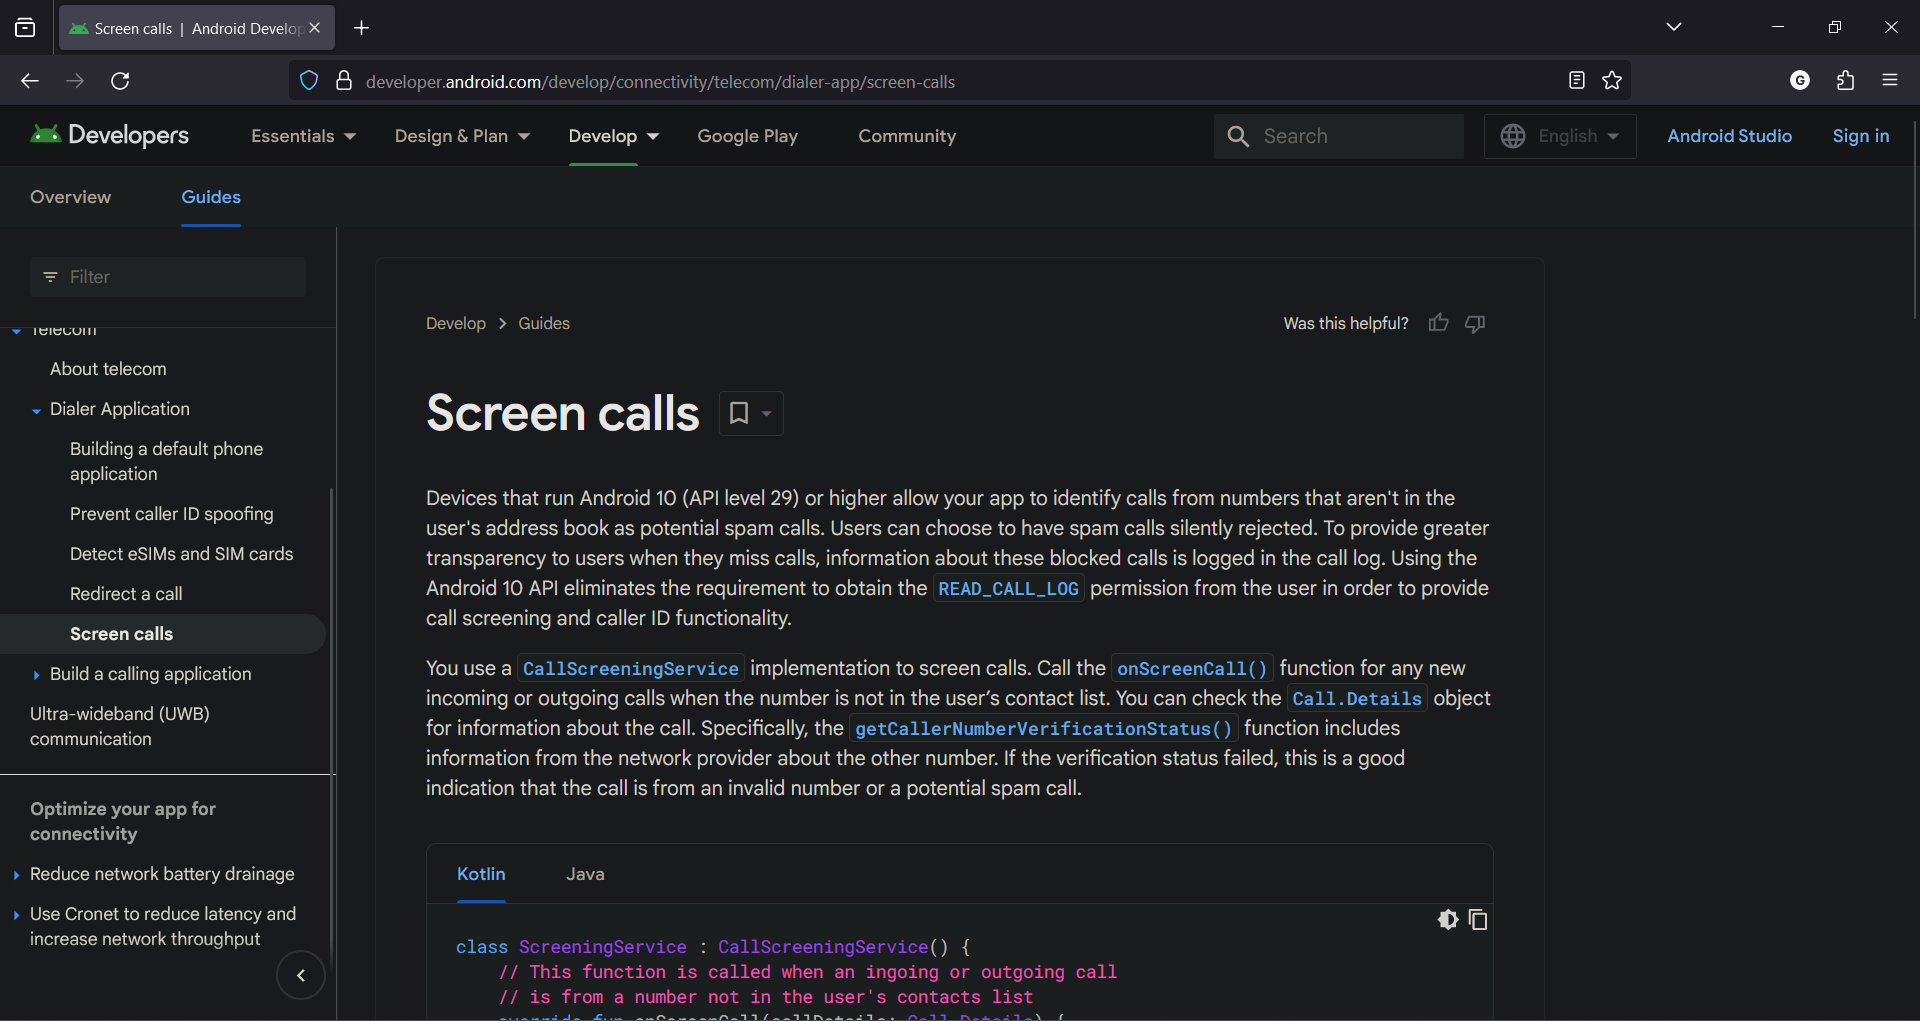 Screen calls | Android Develop
developer.android.com/develop/connectivity/telecom/dialer-app/screen-calls
G
Developers
Essentials
Design & Plan
Develop
Google Play
Community
Search
English
Android Studio
Sign in
Overview
Guides
Filter
Telecom
About telecom
Dialer Application
Building a default phone
application
Prevent caller ID spoofing
Detect eSIMs and SIM cards
Redirect a call
Screen calls
Build a calling application
Ultra-wideband (UWB)
communication
Optimize your app for
connectivity
Reduce network battery drainage
Use Cronet to reduce latency and
increase network throughput
Develop > Guides
Was this helpful?
Screen calls
Devices that run Android 10 (API level 29) or higher allow your app to identify calls from numbers that aren't in the
user's address book as potential spam calls. Users can choose to have spam calls silently rejected. To provide greater
transparency to users when they miss calls, information about these blocked calls is logged in the call log. Using the
Android 10 API eliminates the requirement to obtain the READ_CALL_LOG permission from the user in order to provide
call screening and caller ID functionality.
You use a CallScreeningService implementation to screen calls. Call the onScreenCall() function for any new
incoming or outgoing calls when the number is not in the user’s contact list. You can check the Call.Details object
for information about the call. Specifically, the getCallerNumberVerificationStatus() function includes
information from the network provider about the other number. If the verification status failed, this is a good
indication that the call is from an invalid number or a potential spam call.
Kotlin
Java
class ScreeningService : CallScreeningService() {
// This function is called when an ingoing or outgoing call
// is from a number not in the user's contacts list
override fun onScreenCall(callDetails: Call.Details) {